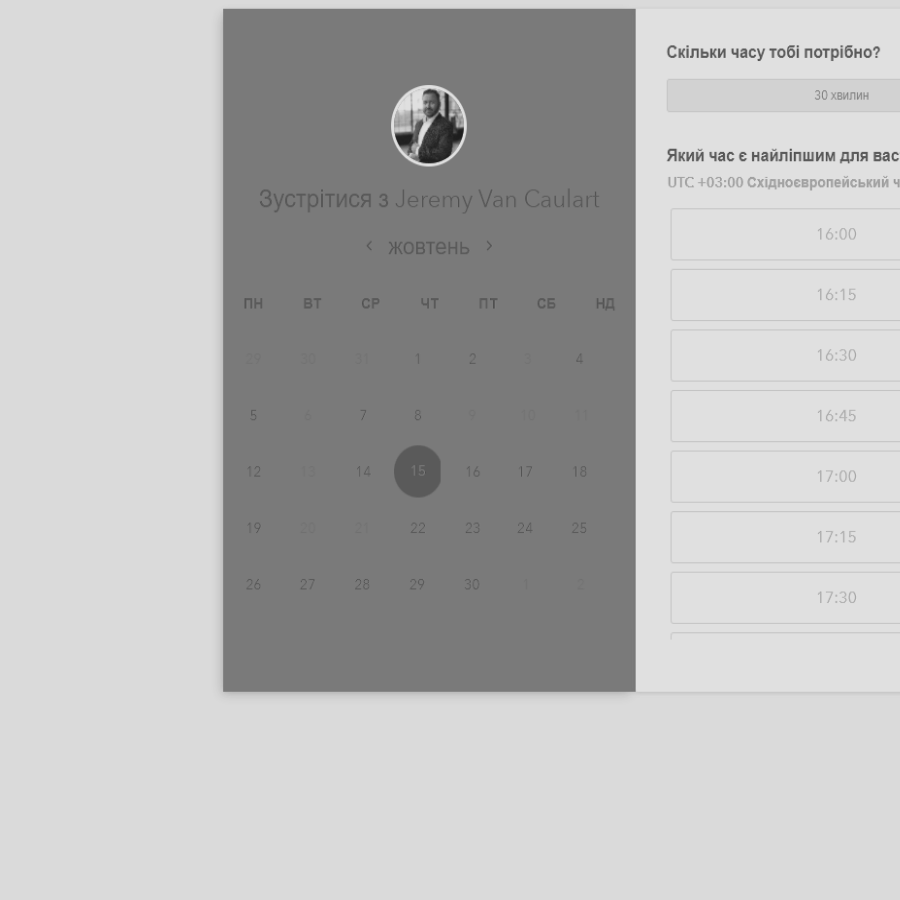 Зустрітися з Jeremy Van Caulart
жовтень
ПН ВТ СР ЧТ ПТ СБ НД
29 30 31 1 2 3 4
5 6 7 8 9 10 11
12 13 14 15 16 17 18
19 20 21 22 23 24 25
26 27 28 29 30 1 2
Скільки часу тобі потрібно?
30 хвилин
Який час є найліпшим для вас
UTC +03:00 Східноєвропейський ч
16:00
16:15
16:30
16:45
17:00
17:15
17:30